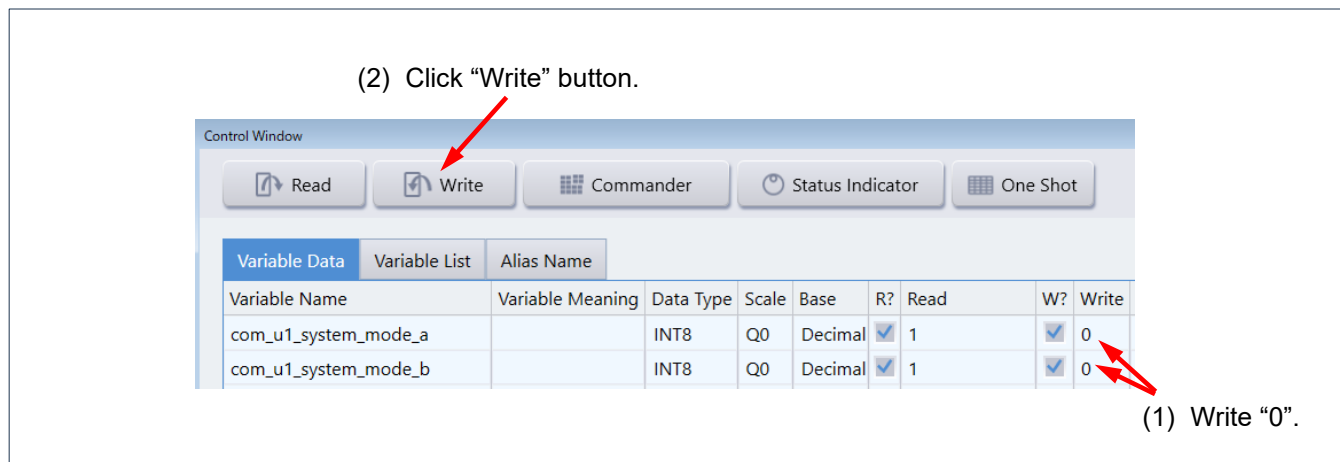 (2) Click “Write” button.
Control Window
Read Write Commander Status Indicator One Shot
Variable Data Variable List Alias Name
Variable Name Variable Meaning Data Type Scale Base R? Read W? Write
com_u1_system_mode_a INT8 Q0 Decimal 1 0
com_u1_system_mode_b INT8 Q0 Decimal 1 0
(1) Write “0”.